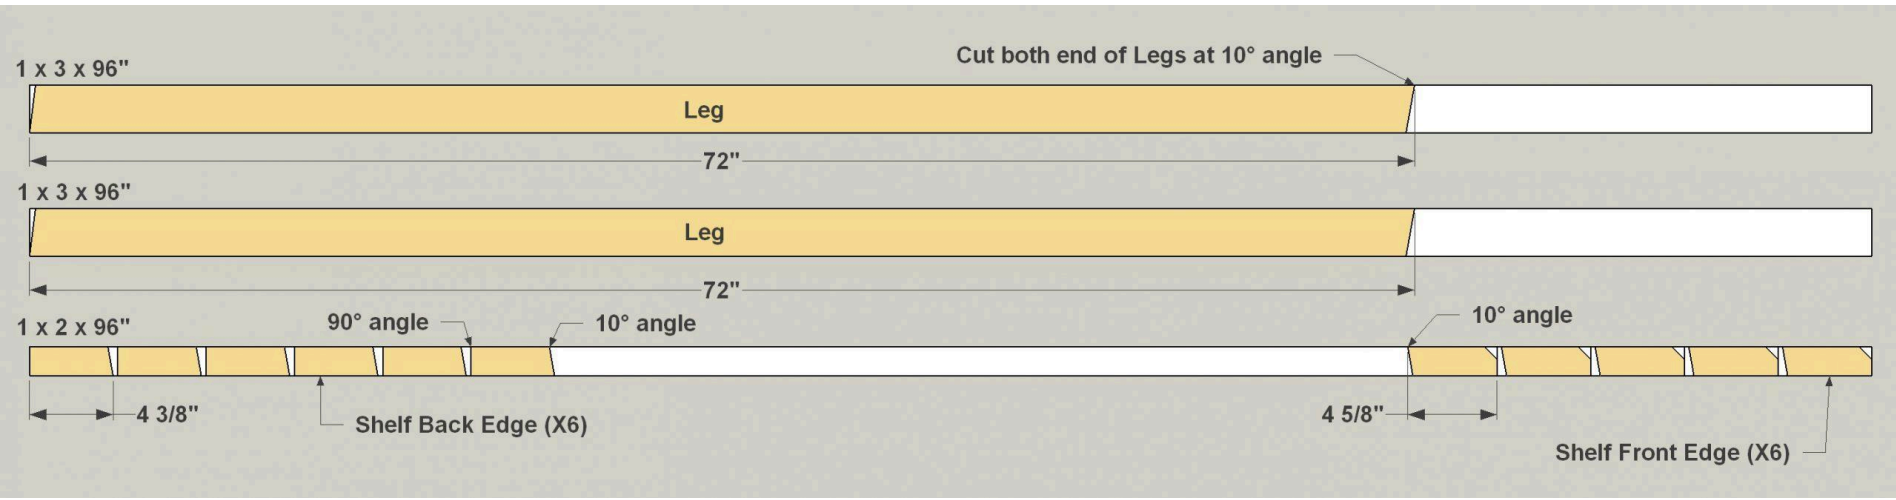 Cut both end of Legs at 10° angle
1 x 3 x 96"
Leg
72"
1 x 3 x 96"
Leg
72"
1 x 2 x 96"
90° angle
10° angle
10° angle
4 3/8"
Shelf Back Edge (X6)
4 5/8"
Shelf Front Edge (X6)